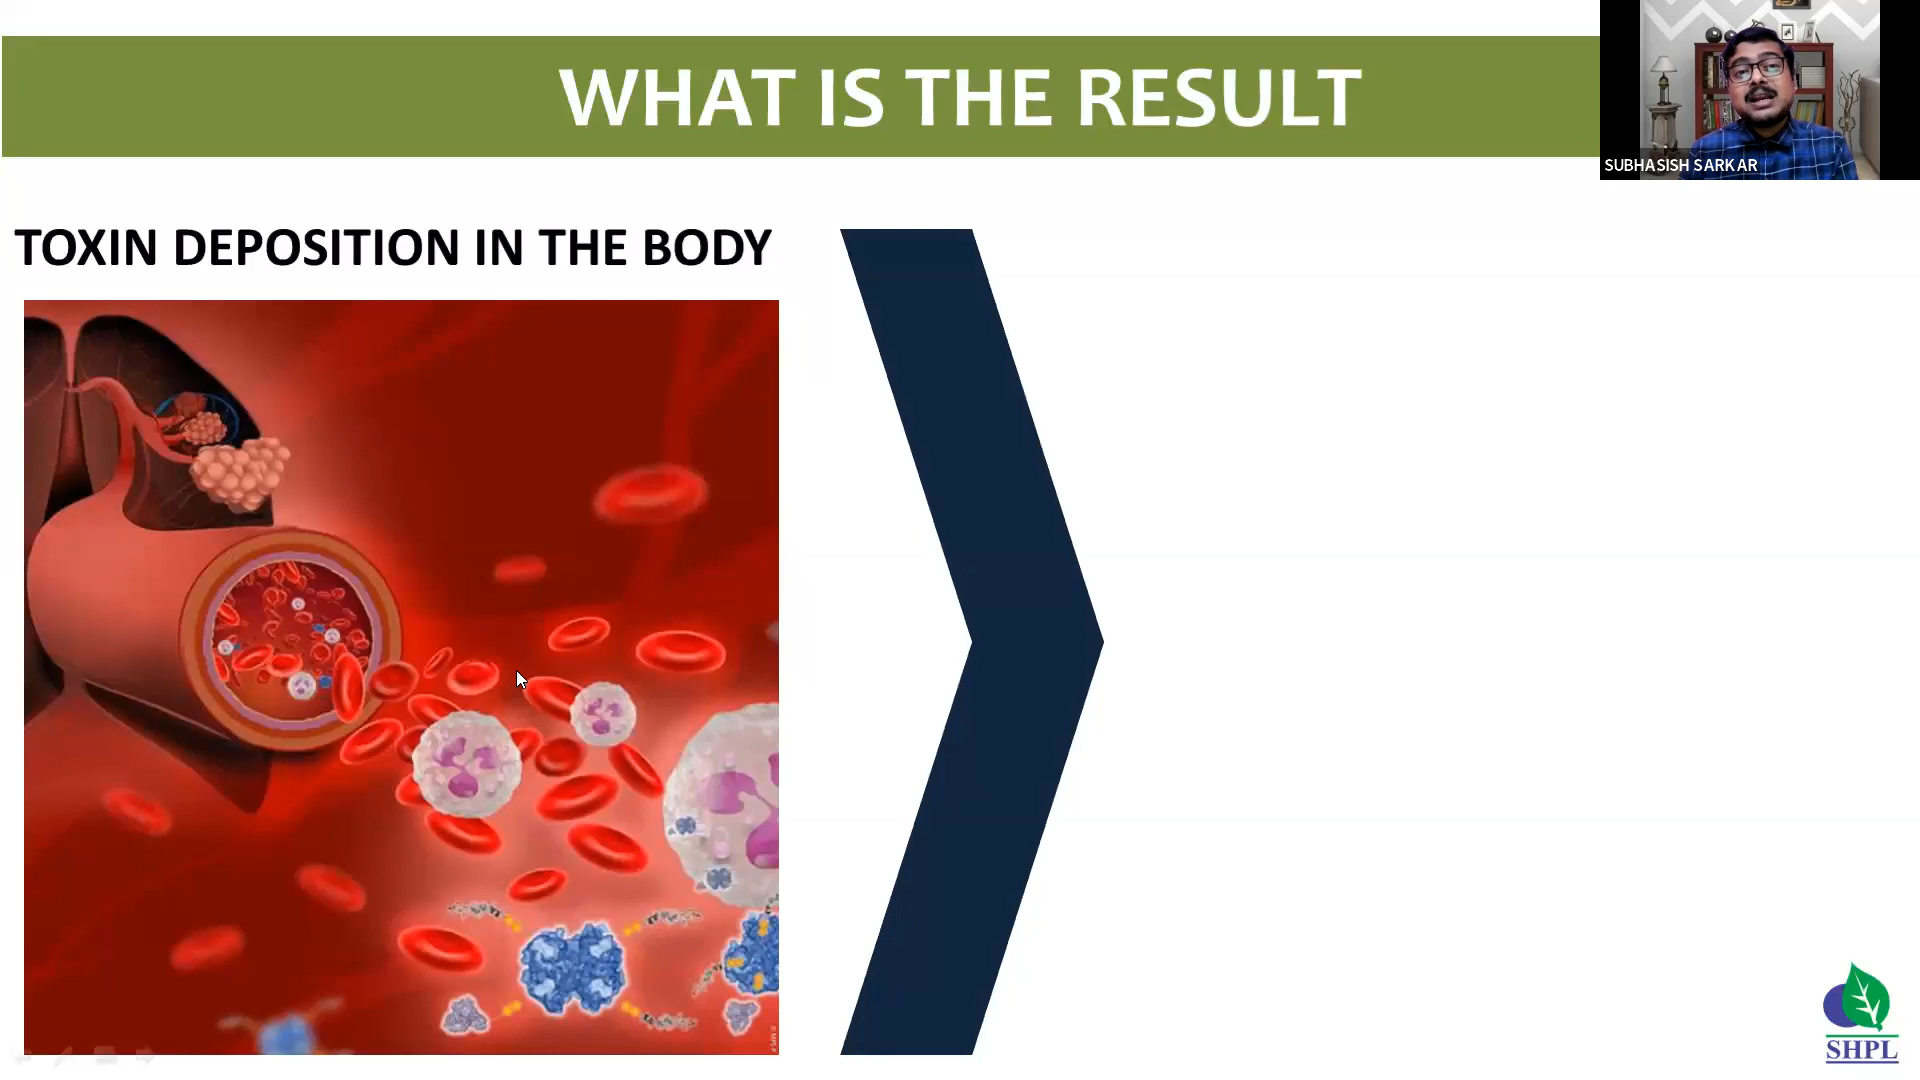 WHAT IS THE RESULT
SUBHASISH SARKAR
TOXIN DEPOSITION IN THE BODY
SHPL